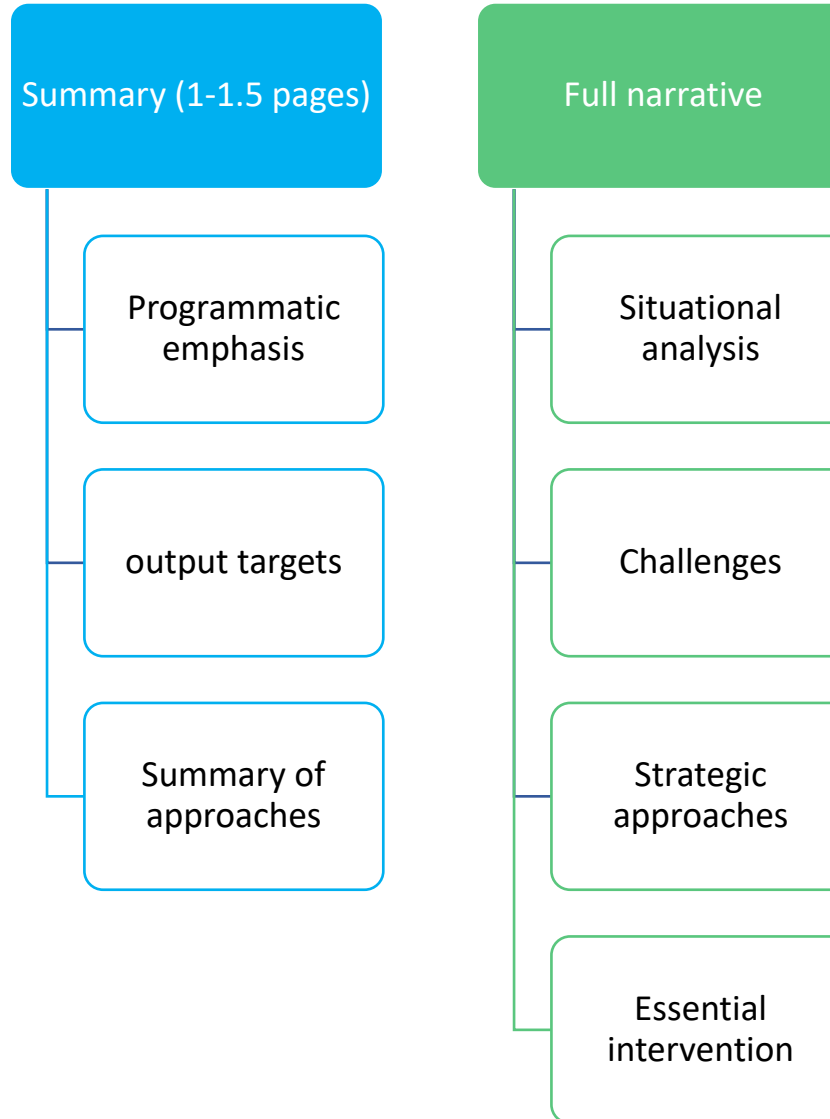 Summary (1-1.5 pages)
Programmatic
emphasis
output targets
Summary of
approaches
Full narrative
Situational
analysis
Challenges
Strategic
approaches
Essential
intervention